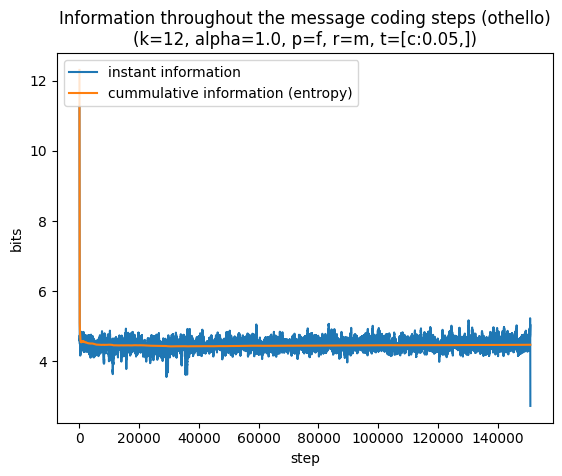 Information throughout the message coding steps (othello)
(k=12, alpha=1.0, p=f, r=m, t=[c:0.05,])
instant information
cummulative information (entropy)
12
10
8
6
4
bits
0 20000 40000 60000 80000 100000 120000 140000
step